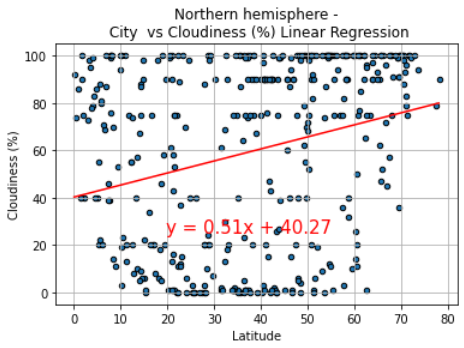 Northern hemisphere -
City vs Cloudiness (%) Linear Regression
100
80
60
40
20
0
Cloudiness (%)
y = 0.51x + 40.27
0 10 20 30 40 50 60 70 80
Latitude